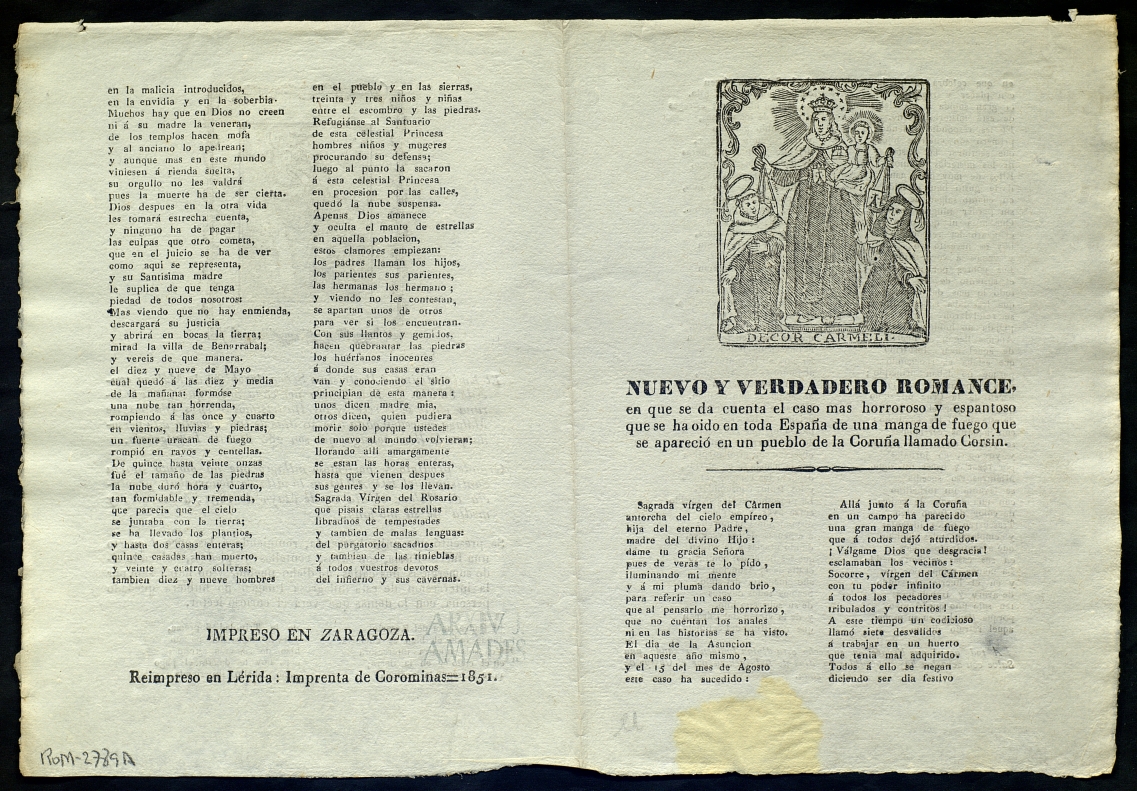 en la malicia introducidos,
en la envidia y en la soberbia.
Muchos hay que en Dios no creen
ni á su madre la veneran,
de los templos hacen mofa
y al anciano lo apedrean;
y aunque mas en este mundo
viniesen á rienda suelta,
su orgullo no les valdrá
pues la muerte ha de ser cierta.
Dios despues en la otra vida
les tomará estrecha cuenta,
y ninguno ha de pagar
las culpas que otro cometa,
que en el juicio se ha de ver
como aqui se representa,
y su Santísima madre
le suplica de que tenga
piedad de todos nosotros:
Mas viendo que no hay enmienda,
descargará su justicia
y abrirá en bocas la tierra;
mirad la villa de Benarrabal;
y vereis de que manera.
el diez y nueve de Mayo
cual quedó á las diez y media
de la mañana: formóse
una nube tan horrenda,
rompiendo á las once y cuarto
en vientos, lluvias y piedras;
un fuerte uracan de fuego
rompió en rayos y centellas.
De quince hasta veinte onzas
fué el tamaño de las piedras
la nube duró hora y cuarto,
tan formidable y tremenda,
que parecia que el cielo
se juntaba con la tierra;
se ha llevado los plantíos,
y hasta dos casas enteras;
quince casadas han muerto,
y veinte y cuatro solteras;
tambien diez y nueve hombres
en el pueblo y en las sierras,
treinta y tres niños y niñas
entre el escombro y las piedras.
Refugiánse al Santuario
de esta célestial Princesa
hombres niños y mugeres
procurando su defensa;
luego al punto la sacaron
á esta celestial Princesa
en procesion por las calles,
quedó la nube suspensa.
Apenas Dios amanece
y oculta el manto de estrellas
en aquella poblacion,
estos clamores empiezan:
los padres llaman los hijos,
los parientes sus parientes,
las hermanas los hermano;
y viendo no les contestan,
se apartan unos de otros
para ver si los encuentran.
Con sus llantos y gemidos.
hacen quebrantar las piedras
los huérfanos inocentes
á donde sus casas eran
van y conociendo el sitio
principian de esta manera:
unos dicen madre mia,
otros dicen, quien pudiera
morir solo porque ustedes
de nuevo al mundo volvieran;
llorando allí amargamente
se estan las horas enteras,
hasta que vienen despues
sus gentes y se los llevan.
Sagrada Vírgen del Rosario
que pisais claras estrellas
libradnos de tempestades
y tambien de malas lenguas:
del purgatorio sacadnos
y tambien de las tinieblas
á todos vuestros devotos
del infierno y sus cavernas.
IMPRESO EN ZARAGOZA.
Reimpreso en Lérida: Imprenta de Corominas=1851.
ARXIU
AMADES
ROM-2789A
DECOR CARMELI.
NUEVO Y VERDADERO ROMANCE,
en que se da cuenta el caso mas horroroso y espantoso
que se ha oido en toda España de una manga de fuego que
se apareció en un pueblo de la Coruña llamado Corsin.
Sagrada vírgen del Cármen
antorcha del cielo empíreo,
hija del eterno Padre,
madre del divino Hijo:
dame tu gracia Señora
pues de veras te lo pido,
iluminando mi mente
y á mi pluma dando brio,
para referir un caso
que al pensarlo me horrorizo,
que no cuentan los anales
ni en las historias se ha visto.
El dia de la Asuncion
en aqueste año mismo,
y el 15 del mes de Agosto
este caso ha sucedido:
Allá junto á la Coruña
en un campo ha parecido
una gran manga de fuego
que á todos dejó aturdidos.
¡Válgame Dios que desgracia!
esclamaban los vecinos:
Socorre, vírgen del Cármen
con tu poder infinito
á todos los pecadores
tribulados y contritos!
A este tiempo un codicioso
llamó siete desvalidos
á trabajar en un huerto
que tenia mal adquirido.
Todos á ello se negan
diciendo ser dia festivo